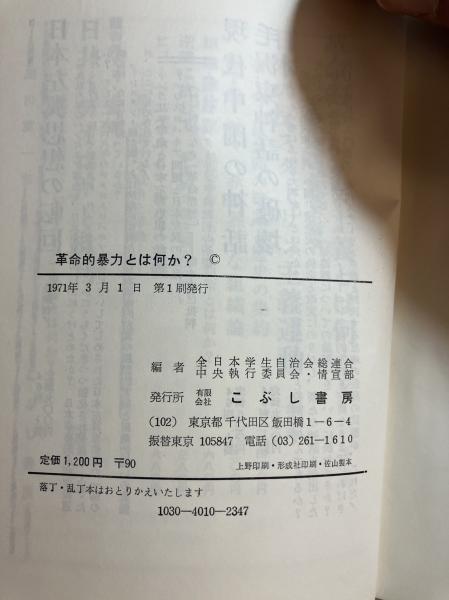 革命的暴力とは何か? ©
1971年 3 月 1 日 第1刷発行
編 者 全日本学生自治会総連合
中央執行委員会・情宣部
発行所 有限会社 こぶし書房
(102) 東京都千代田区飯田橋1−6−4
振替東京 105847 電話(03)261−1610
定価1,200円 〒90
上野印刷・形成社印刷・佐山製本
落丁・乱丁本はおとりかえいたします
1030—4010—2347